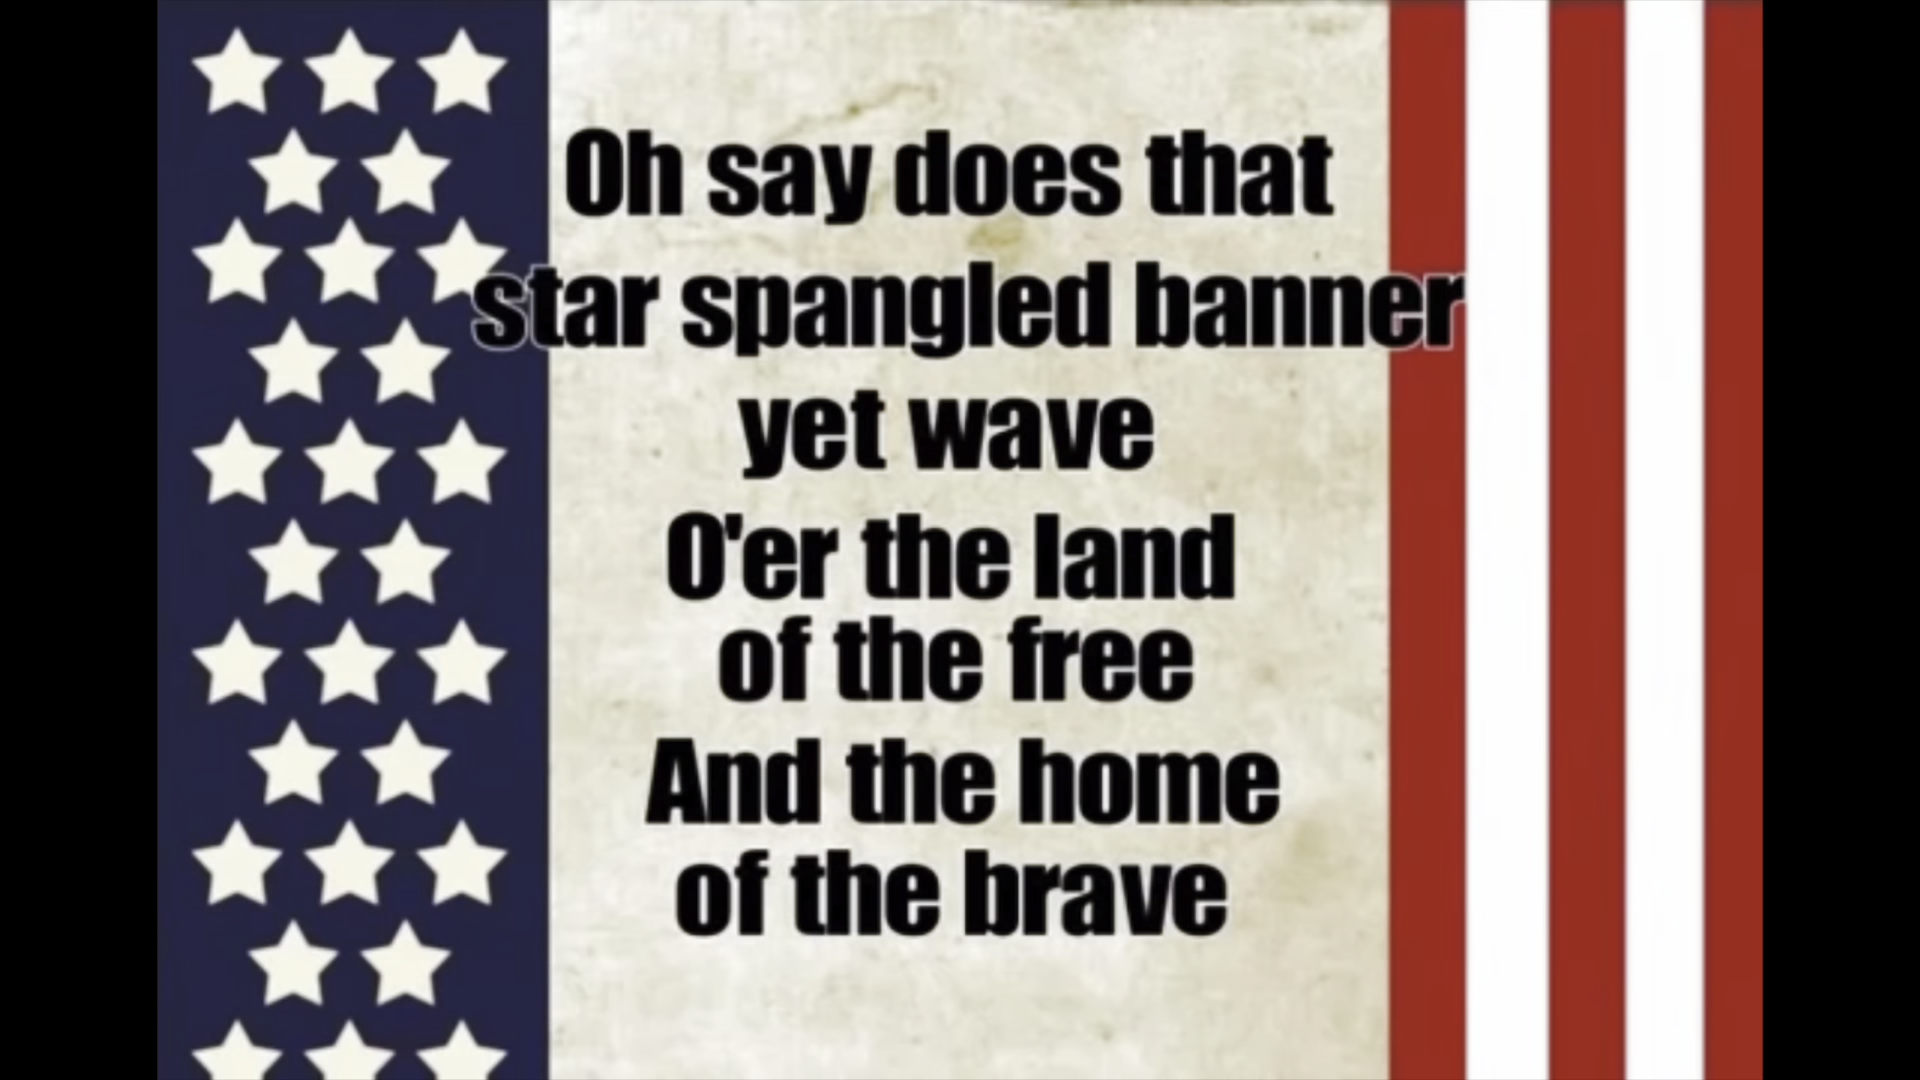 Oh say does that
star spangled banner
yet wave
O'er the land
of the free
And the home
of the brave